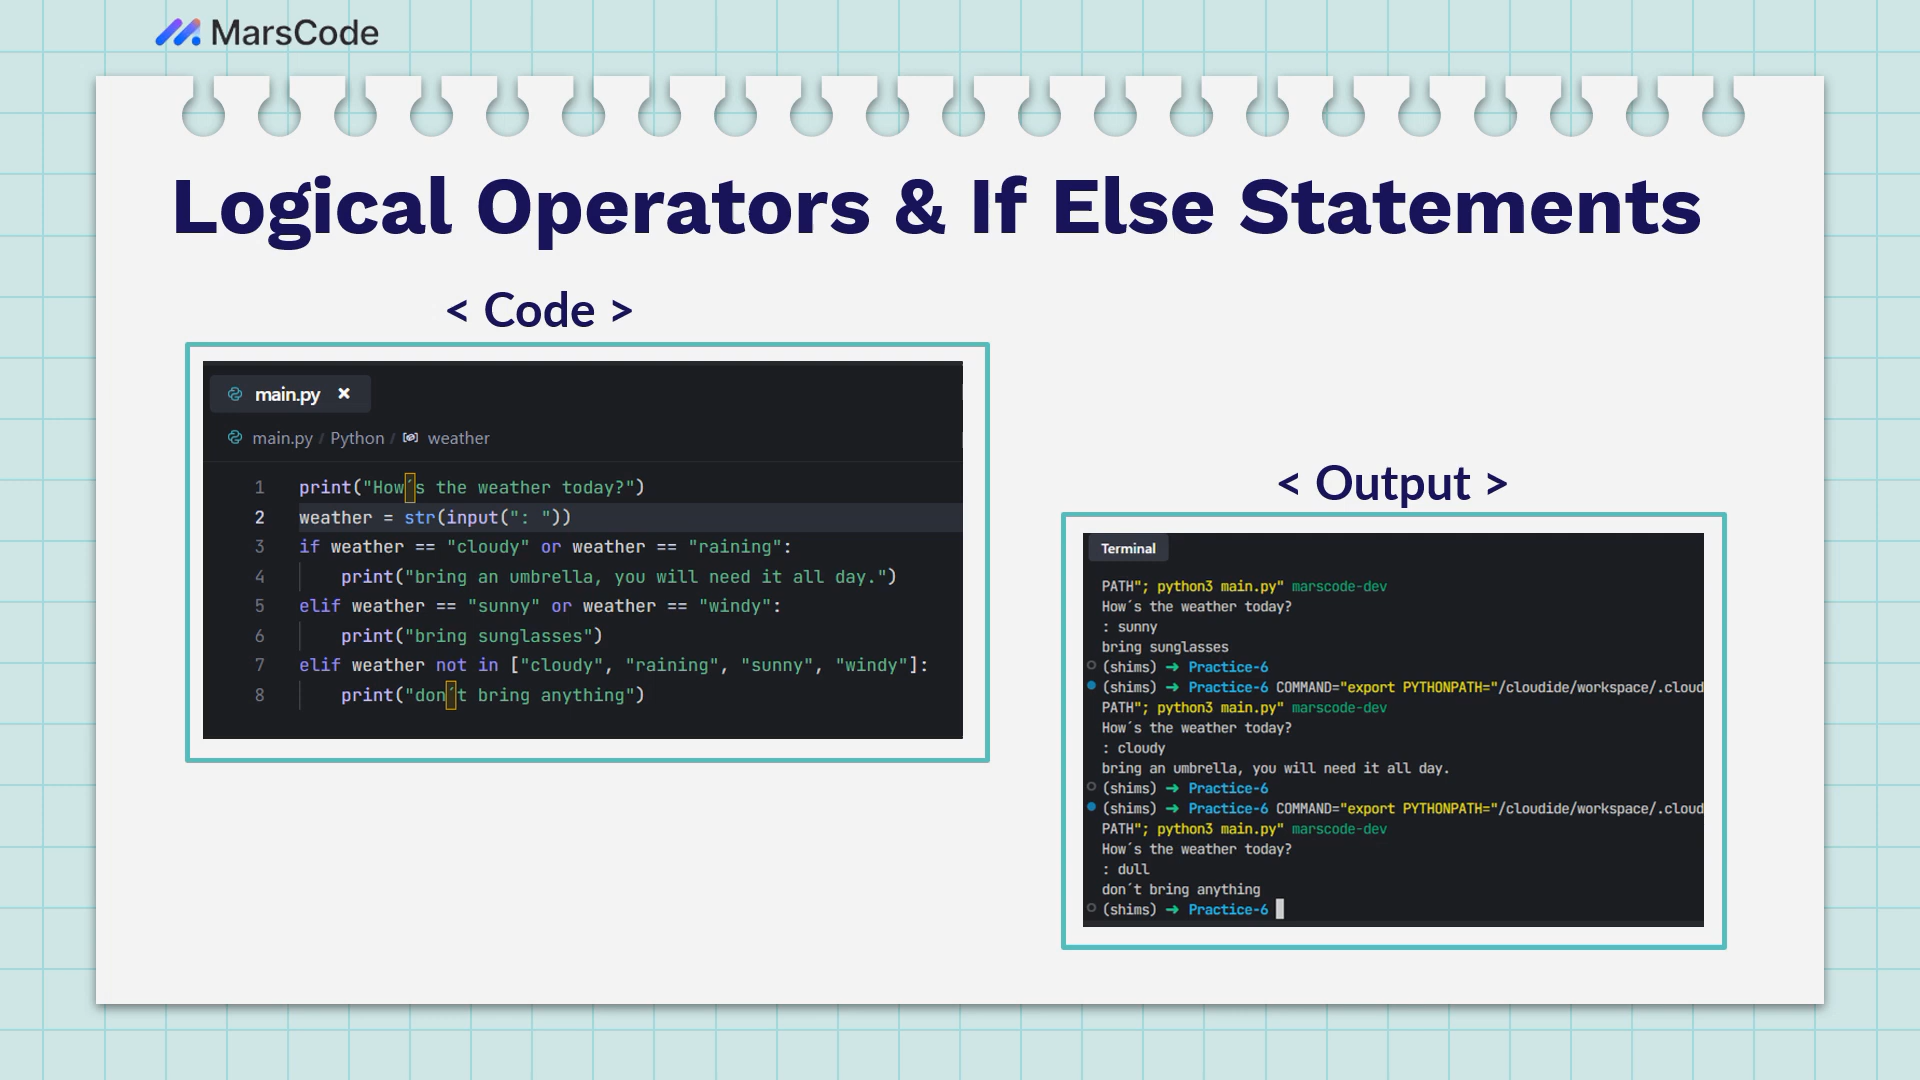 MarsCode
Logical Operators & If Else Statements
< Code >
main.py ×
main.py / Python / weather
1 print("How´s the weather today?")
2 weather = str(input(": "))
3 if weather == "cloudy" or weather == "raining":
4     print("bring an umbrella, you will need it all day.")
5 elif weather == "sunny" or weather == "windy":
6     print("bring sunglasses")
7 elif weather not in ["cloudy", "raining", "sunny", "windy"]:
8     print("don´t bring anything")
< Output >
Terminal
PATH"; python3 main.py" marscode-dev
How´s the weather today?
: sunny
bring sunglasses
(shims) ➜ Practice-6
(shims) ➜ Practice-6 COMMAND="export PYTHONPATH="/cloudide/workspace/.cloud
PATH"; python3 main.py" marscode-dev
How´s the weather today?
: cloudy
bring an umbrella, you will need it all day.
(shims) ➜ Practice-6
(shims) ➜ Practice-6 COMMAND="export PYTHONPATH="/cloudide/workspace/.cloud
PATH"; python3 main.py" marscode-dev
How´s the weather today?
: dull
don´t bring anything
(shims) ➜ Practice-6